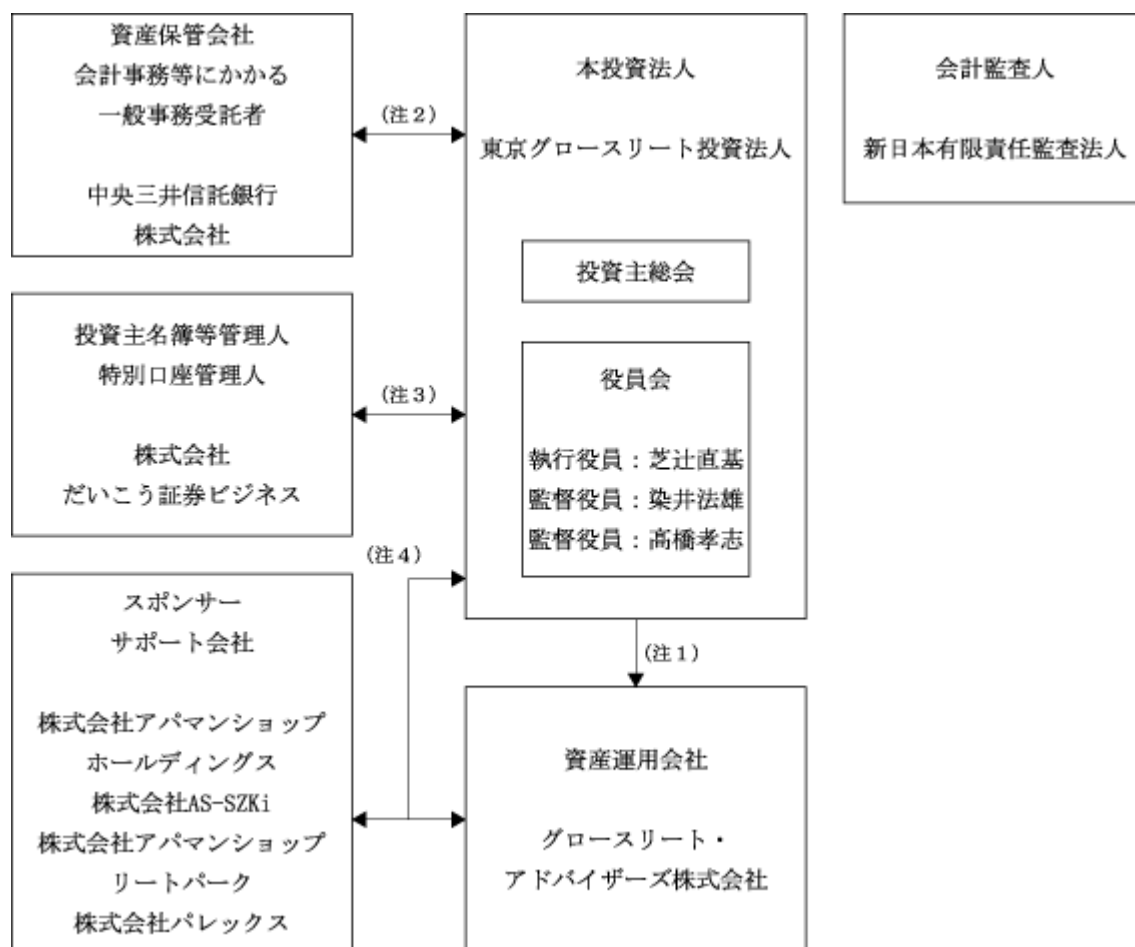 資産保管会社
会計事務等にかかる
一般事務受託者
中央三井信託銀行
株式会社
(注2)
本投資法人
東京グロースリート投資法人
投資主総会
役員会
執行役員：芝辻直基
監督役員：染井法雄
監督役員：髙橋孝志
会計監査人
新日本有限責任監査法人
投資主名簿等管理人
特別口座管理人
株式会社
だいこう証券ビジネス
(注3)
(注4)
(注1)
スポンサー
サポート会社
株式会社アパマンショップ
ホールディングス
株式会社AS-SZKi
株式会社アパマンショップ
リートパーク
株式会社パレックス
資産運用会社
グロースリート・
アドバイザーズ株式会社